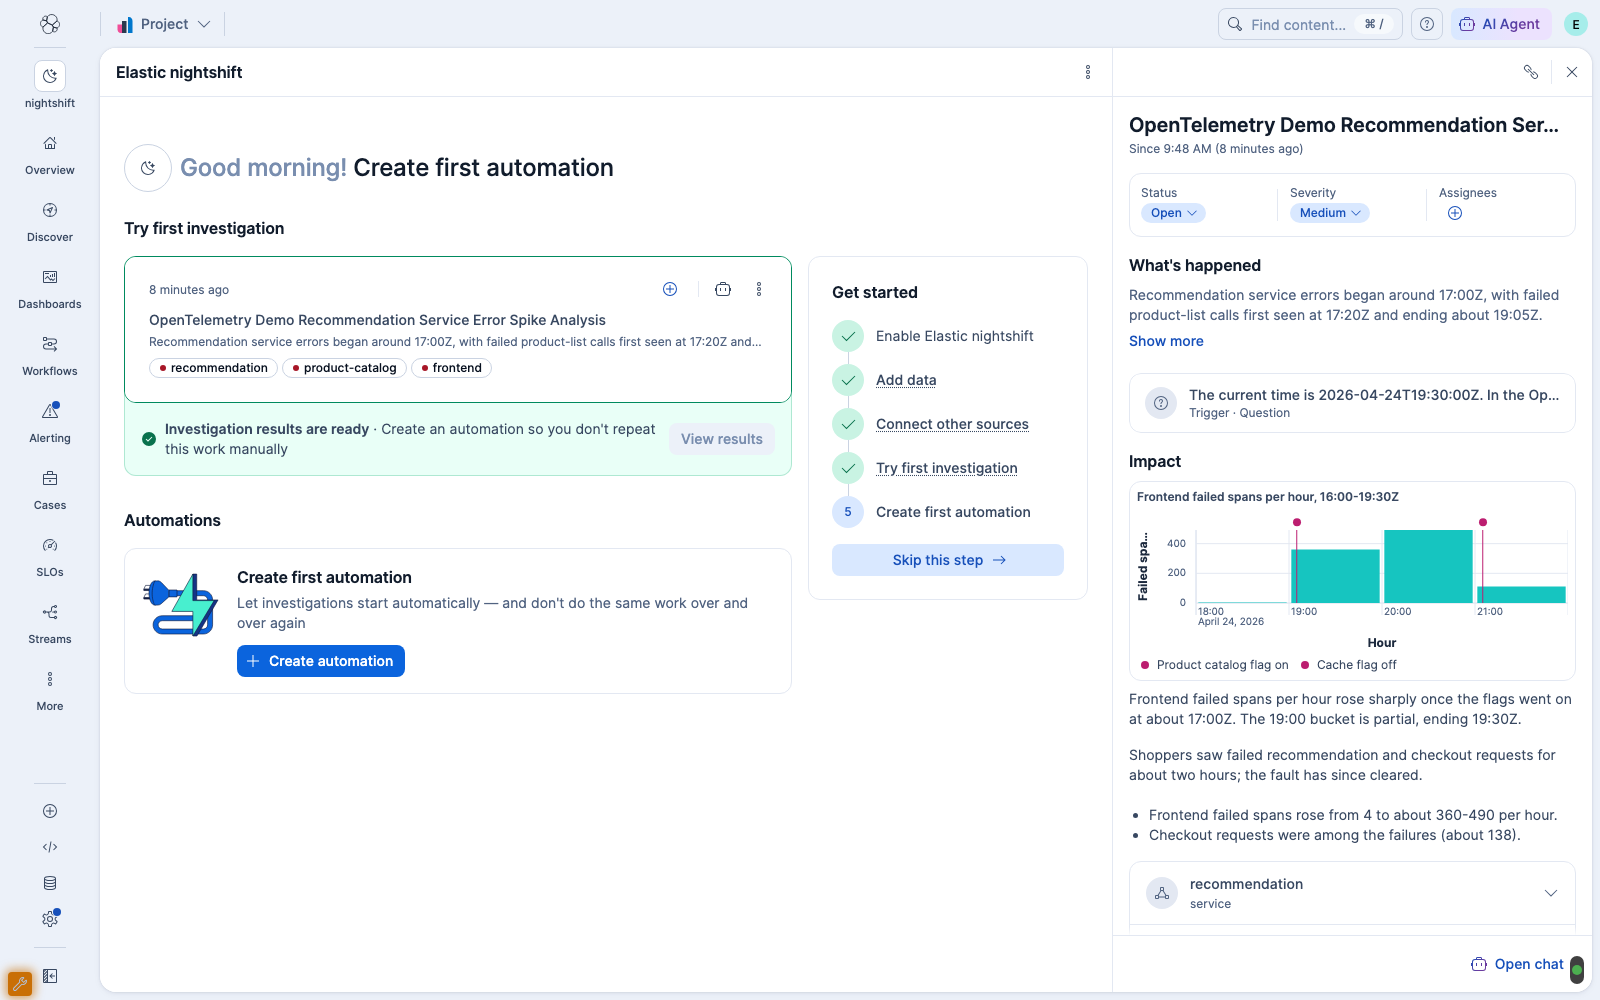 Project
Find content...
⌘ /
AI Agent
E
nightshift
Overview
Discover
Dashboards
Workflows
Alerting
Cases
SLOs
Streams
More
Elastic nightshift
Good morning! Create first automation
Try first investigation
8 minutes ago
OpenTelemetry Demo Recommendation Service Error Spike Analysis
Recommendation service errors began around 17:00Z, with failed product-list calls first seen at 17:20Z and...
recommendation
product-catalog
frontend
Investigation results are ready · Create an automation so you don't repeat
this work manually
View results
Get started
Enable Elastic nightshift
Add data
Connect other sources
Try first investigation
5
Create first automation
Skip this step
Automations
Create first automation
Let investigations start automatically — and don't do the same work over and
over again
Create automation
OpenTelemetry Demo Recommendation Ser...
Since 9:48 AM (8 minutes ago)
Status
Open
Severity
Medium
Assignees
What's happened
Recommendation service errors began around 17:00Z, with failed
product-list calls first seen at 17:20Z and ending about 19:05Z.
Show more
The current time is 2026-04-24T19:30:00Z. In the Op...
Trigger · Question
Impact
Frontend failed spans per hour, 16:00-19:30Z
Failed spa...
400
200
0
18:00
19:00
20:00
21:00
April 24, 2026
Hour
Product catalog flag on
Cache flag off
Frontend failed spans per hour rose sharply once the flags went on
at about 17:00Z. The 19:00 bucket is partial, ending 19:30Z.
Shoppers saw failed recommendation and checkout requests for
about two hours; the fault has since cleared.
• Frontend failed spans rose from 4 to about 360-490 per hour.
• Checkout requests were among the failures (about 138).
recommendation
service
Open chat